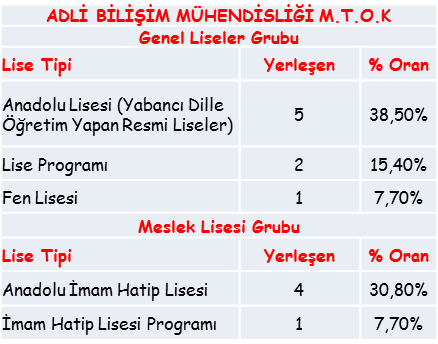 ADLİ BİLİŞİM MÜHENDİSLİĞİ M.T.O.K
Genel Liseler Grubu
Lise Tipi Yerleşen % Oran
Anadolu Lisesi (Yabancı Dille
Öğretim Yapan Resmi Liseler) 5 38,50%
Lise Programı 2 15,40%
Fen Lisesi 1 7,70%
Meslek Lisesi Grubu
Lise Tipi Yerleşen % Oran
Anadolu İmam Hatip Lisesi 4 30,80%
İmam Hatip Lisesi Programı 1 7,70%